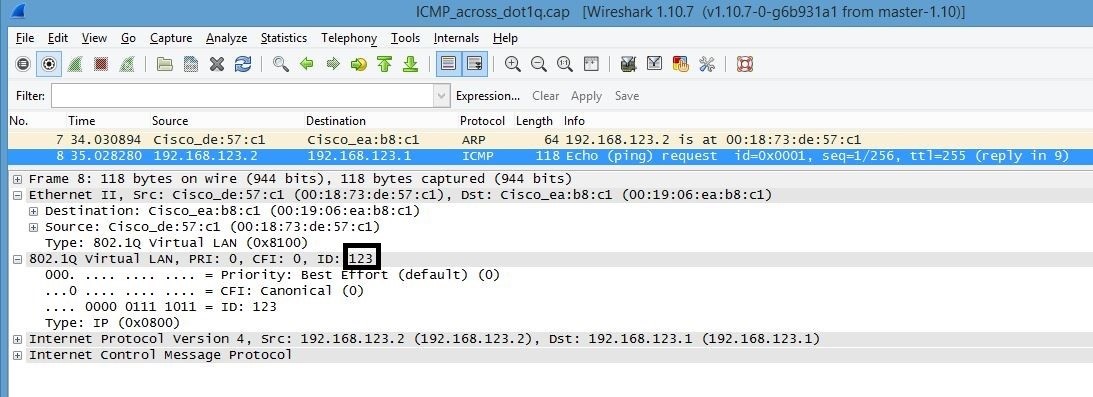 ICMP_across_dot1q.cap [Wireshark 1.10.7 (v1.10.7-0-g6b931a1 from master-1.10)]
File Edit View Go Capture Analyze Statistics Telephony Tools Internals Help
Filter: Expression... Clear Apply Save
No. Time Source Destination Protocol Length Info
7 34.030894 Cisco_de:57:c1 Cisco_ea:b8:c1 ARP 64 192.168.123.2 is at 00:18:73:de:57:c1
8 35.028280 192.168.123.2 192.168.123.1 ICMP 118 Echo (ping) request id=0x0001, seq=1/256, ttl=255 (reply in 9)
Frame 8: 118 bytes on wire (944 bits), 118 bytes captured (944 bits)
Ethernet II, Src: Cisco_de:57:c1 (00:18:73:de:57:c1), Dst: Cisco_ea:b8:c1 (00:19:06:ea:b8:c1)
Destination: Cisco_ea:b8:c1 (00:19:06:ea:b8:c1)
Source: Cisco_de:57:c1 (00:18:73:de:57:c1)
Type: 802.1Q Virtual LAN (0x8100)
802.1Q Virtual LAN, PRI: 0, CFI: 0, ID: 123
000. .... .... .... = Priority: Best Effort (default) (0)
...0 .... .... .... = CFI: Canonical (0)
.... 0000 0111 1011 = ID: 123
Type: IP (0x0800)
Internet Protocol Version 4, Src: 192.168.123.2 (192.168.123.2), Dst: 192.168.123.1 (192.168.123.1)
Internet Control Message Protocol